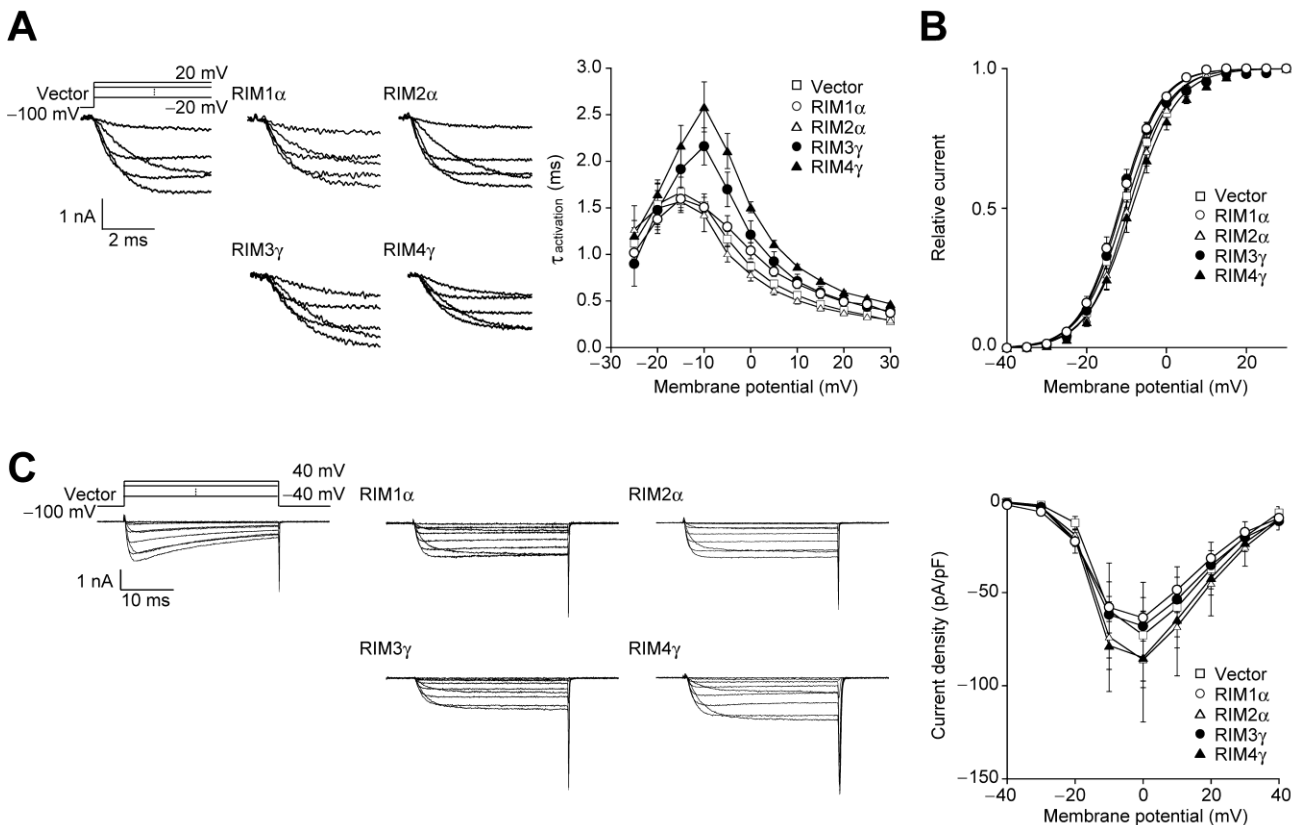 A
Vector
20 mV
−20 mV
−100 mV
1 nA
2 ms
RIM1α
RIM2α
RIM3γ
RIM4γ
τ activation (ms)
3.0
2.5
2.0
1.5
1.0
0.5
0.0
−30
−20
−10
0
10
20
30
Membrane potential (mV)
Vector
RIM1α
RIM2α
RIM3γ
RIM4γ
B
Relative current
1.0
0.5
0.0
−40
−20
0
20
Membrane potential (mV)
Vector
RIM1α
RIM2α
RIM3γ
RIM4γ
C
Vector
40 mV
−40 mV
−100 mV
1 nA
10 ms
RIM1α
RIM2α
RIM3γ
RIM4γ
Current density (pA/pF)
0
−50
−100
−150
−40
−20
0
20
40
Membrane potential (mV)
Vector
RIM1α
RIM2α
RIM3γ
RIM4γ